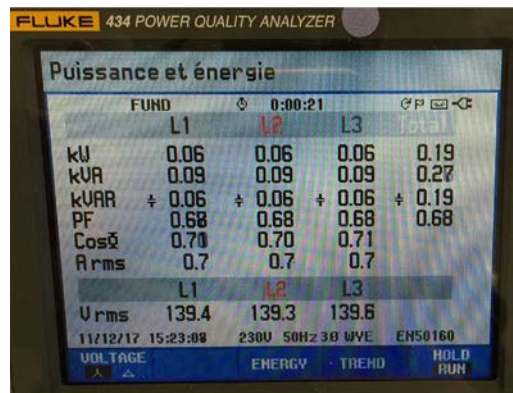 FLUKE 434 POWER QUALITY ANALYZER
Puissance et énergie
FUND 0:00:21
L1 L2 L3 Total
kW 0.06 0.06 0.06 0.19
kVA 0.09 0.09 0.09 0.27
kVAR 0.06 0.06 0.06 0.19
PF 0.68 0.68 0.68 0.68
CosΦ 0.70 0.70 0.71
A rms 0.7 0.7 0.7
L1 L2 L3
V rms 139.4 139.3 139.6
11/12/17 15:23:08 230V 50Hz 3Ø WYE EN50160
VOLTAGE ENERGY TREND HOLD
RUN